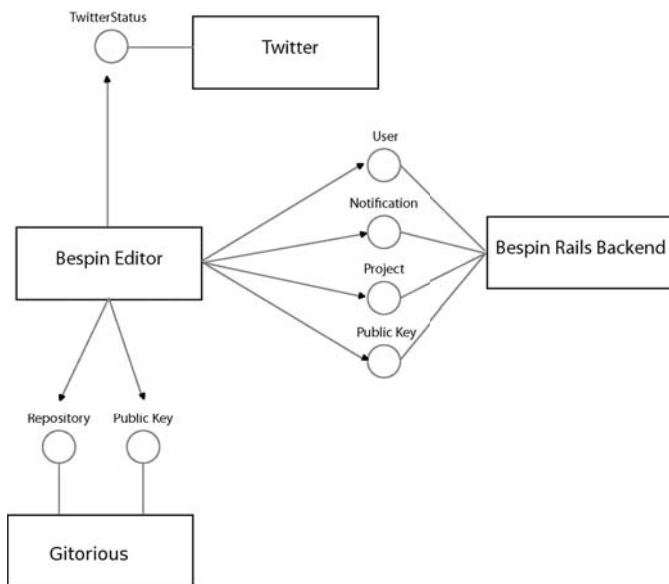 TwitterStatus
Twitter
User
Notification
Bespin Editor
Bespin Rails Backend
Project
Public Key
Repository
Public Key
Gitorious